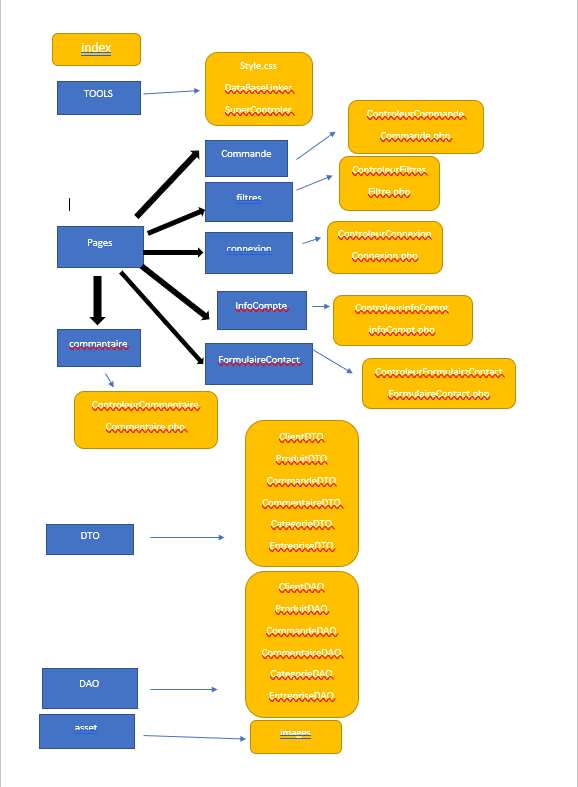 index
TOOLS
Style.css
DataBaseLinker
SuperControler
Commande
ControleurCommande
Commande.php
filtres
ControleurFiltres
Filtre.php
Pages
connexion
ControleurConnexion
Connexion.php
InfoCompte
ControleurInfoCompt
infoCompt.php
commantaire
FormulaireContact
ControleurFormulairzContact
FormulaireContact.php
ControleurCommentaire
Commentaire.php
DTO
ClientDTO
ProduitDTO
CommandeDTO
CommentaireDTO
CategorieDTO
EntrepriseDTO
DAO
ClientDAO
ProduitDAO
CommandeDAO
CommentaireDAO
CategorieDAO
EntrepriseDAO
asset
images